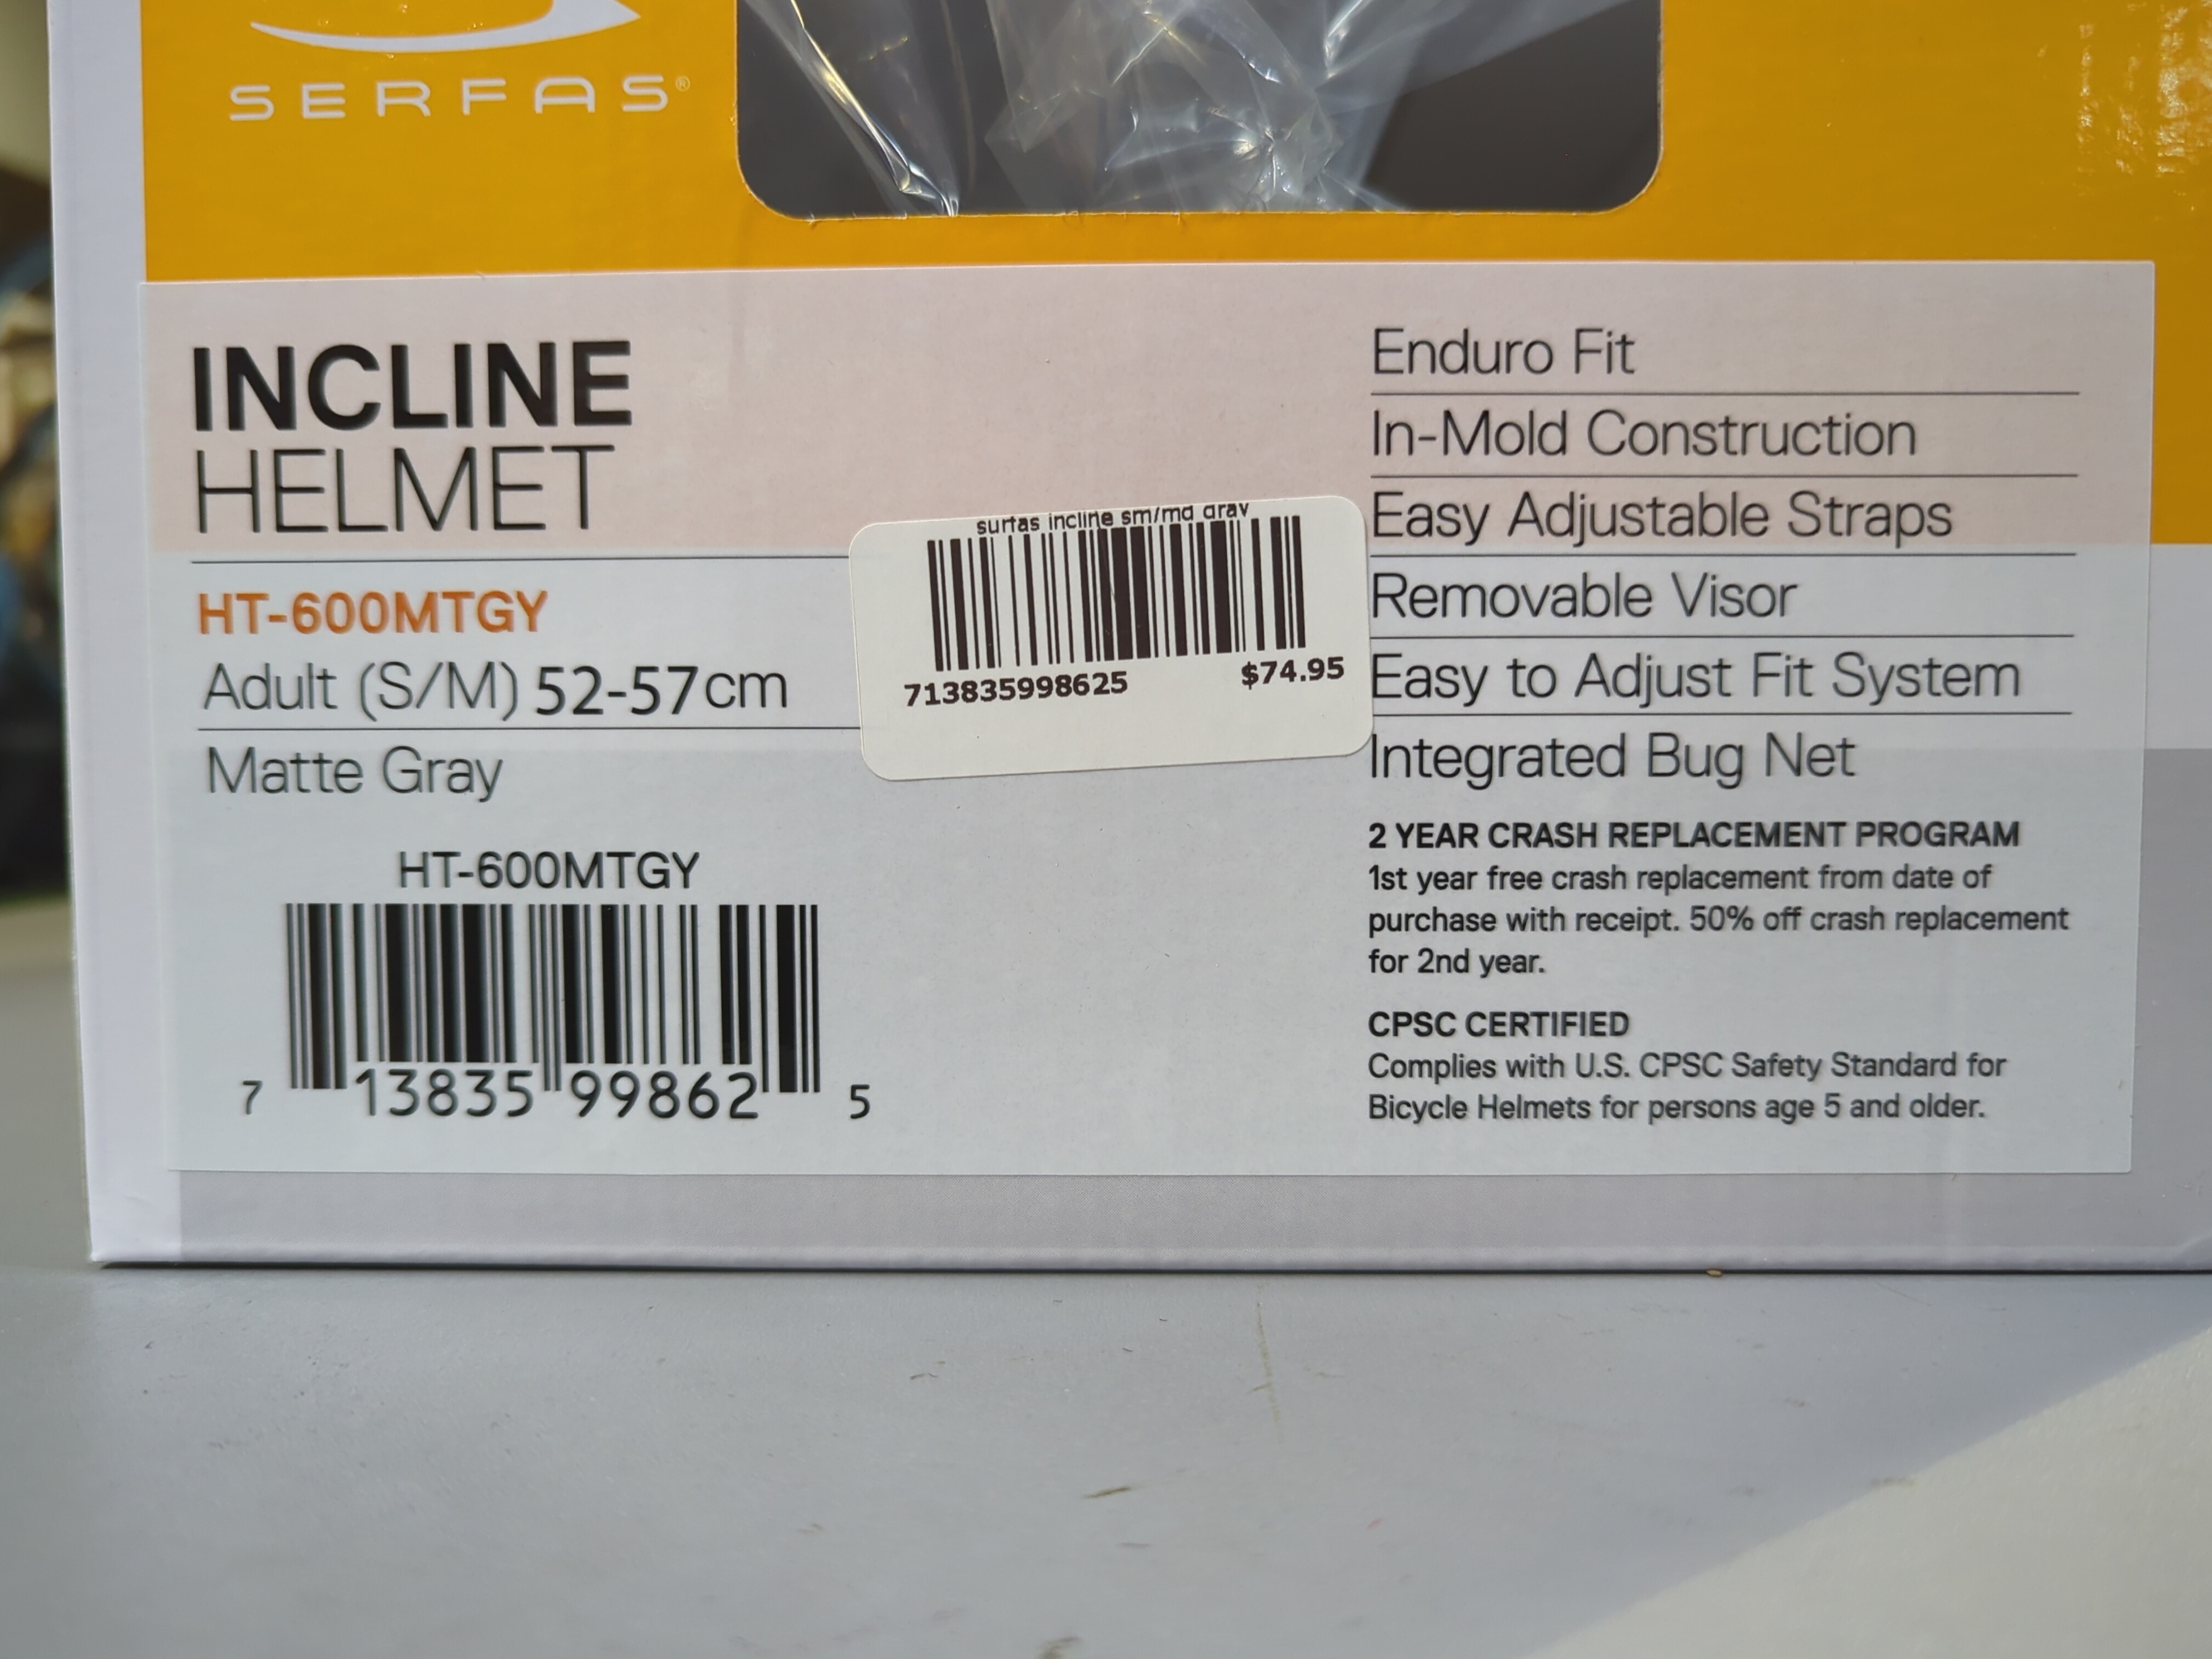 SERFAS®
INCLINE
HELMET
HT-600MTGY
Adult (S/M) 52-57cm
Matte Gray
HT-600MTGY
7 13835 99862 5
surfas incline sm/md gray
713835998625 $74.95
Enduro Fit
In-Mold Construction
Easy Adjustable Straps
Removable Visor
Easy to Adjust Fit System
Integrated Bug Net
2 YEAR CRASH REPLACEMENT PROGRAM
1st year free crash replacement from date of
purchase with receipt. 50% off crash replacement
for 2nd year.
CPSC CERTIFIED
Complies with U.S. CPSC Safety Standard for
Bicycle Helmets for persons age 5 and older.